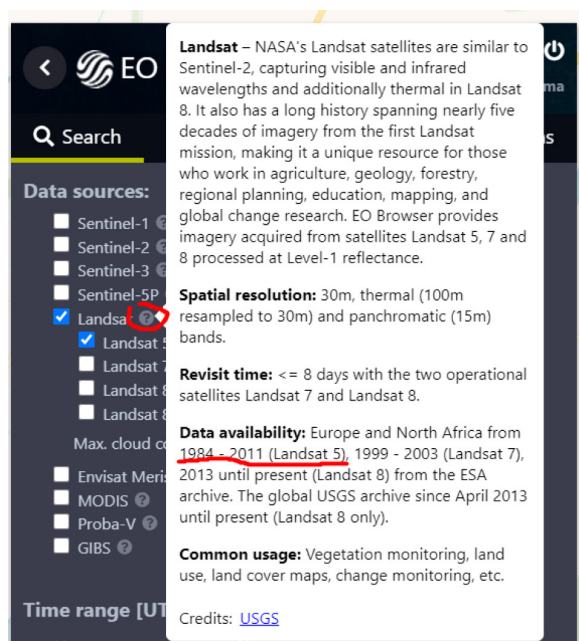 EO
ma
Search
Data sources:
Sentinel-1
Sentinel-2
Sentinel-3
Sentinel-5P
Landsat
Landsat 5
Landsat 7
Landsat 8
Landsat 8
Max. cloud
Envisat Meris
MODIS
Proba-V
GIBS
Time range [UT
Landsat – NASA's Landsat satellites are similar to
Sentinel-2, capturing visible and infrared
wavelengths and additionally thermal in Landsat
8. It also has a long history spanning nearly five
decades of imagery from the first Landsat
mission, making it a unique resource for those
who work in agriculture, geology, forestry,
regional planning, education, mapping, and
global change research. EO Browser provides
imagery acquired from satellites Landsat 5, 7 and
8 processed at Level-1 reflectance.
Spatial resolution: 30m, thermal (100m
resampled to 30m) and panchromatic (15m)
bands.
Revisit time: <= 8 days with the two operational
satellites Landsat 7 and Landsat 8.
Data availability: Europe and North Africa from
1984 - 2011 (Landsat 5), 1999 - 2003 (Landsat 7),
2013 until present (Landsat 8) from the ESA
archive. The global USGS archive since April 2013
until present (Landsat 8 only).
Common usage: Vegetation monitoring, land
use, land cover maps, change monitoring, etc.
Credits: USGS